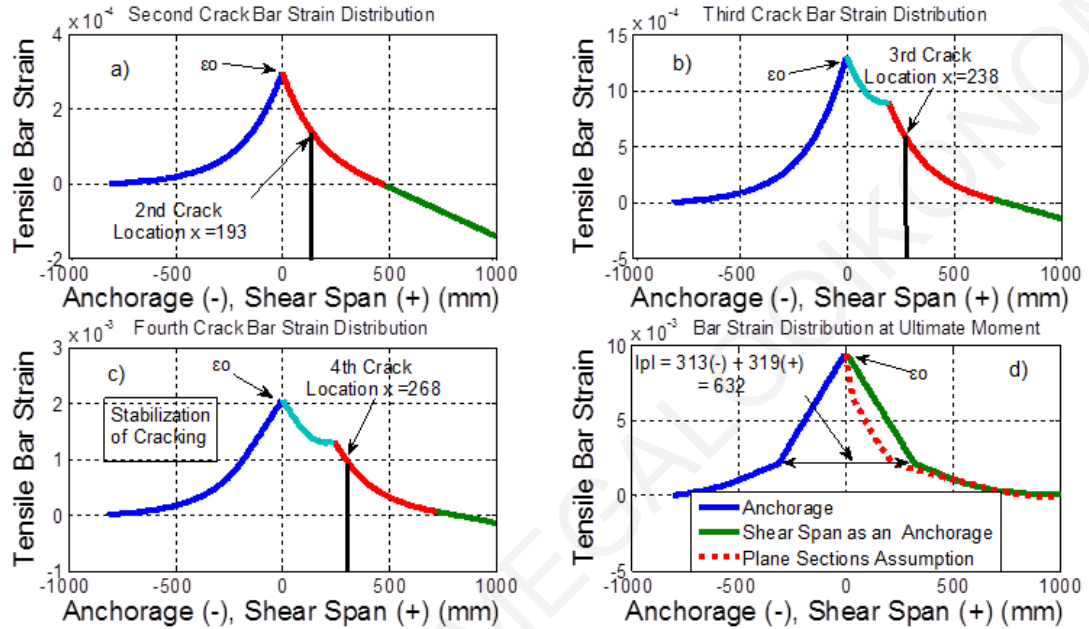 Second Crack Bar Strain Distribution
x 10-4
4
2
0
-2
a)
εo
2nd Crack
Location x =193
Tensile Bar Strain
-1000 -500 0 500 1000
Anchorage (-), Shear Span (+) (mm)
Third Crack Bar Strain Distribution
x 10-4
15
10
5
0
-5
b)
εo
3rd Crack
Location x =238
Tensile Bar Strain
-1000 -500 0 500 1000
Anchorage (-), Shear Span (+) (mm)
Fourth Crack Bar Strain Distribution
x 10-3
3
2
1
0
-1
c)
εo
4th Crack
Location x =268
Stabilization
of Cracking
Tensile Bar Strain
-1000 -500 0 500 1000
Anchorage (-), Shear Span (+) (mm)
Bar Strain Distribution at Ultimate Moment
x 10-3
10
5
0
-5
lpl = 313(-) + 319(+)
= 632
d)
εo
Anchorage
Shear Span as an Anchorage
Plane Sections Assumption
Tensile Bar Strain
-1000 -500 0 500 1000
Anchorage (-), Shear Span (+) (mm)